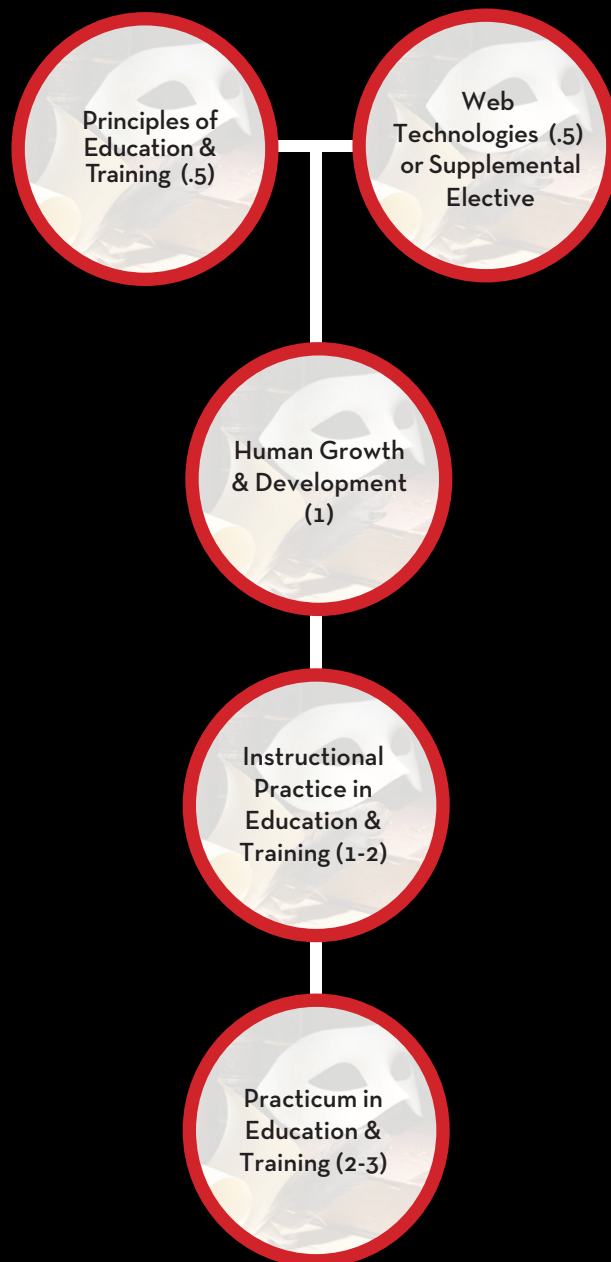 Principles of
Education &
Training (.5)
Web
Technologies (.5)
or Supplemental
Elective
Human Growth
& Development
(1)
Instructional
Practice in
Education &
Training (1-2)
Practicum in
Education &
Training (2-3)